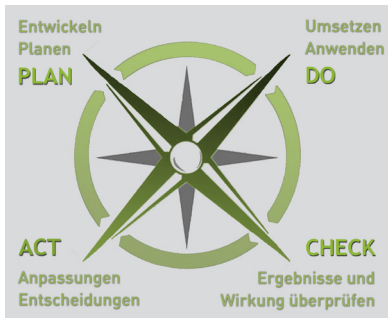 Entwickeln
Planen
PLAN
Umsetzen
Anwenden
DO
ACT
Anpassungen
Entscheidungen
CHECK
Ergebnisse und
Wirkung überprüfen